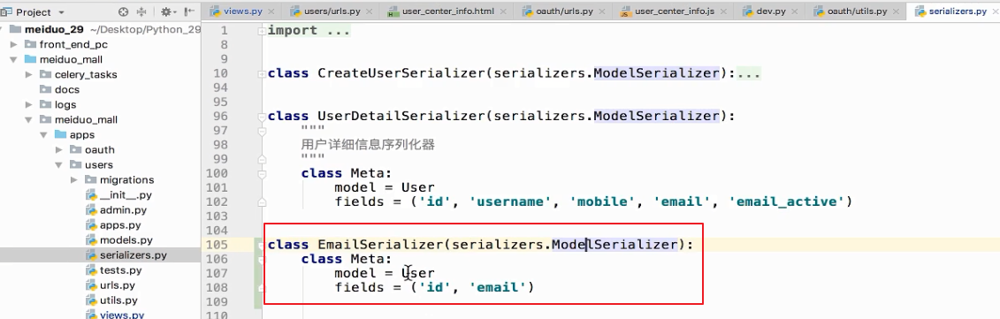 Project
views.py
users/urls.py
user_center_info.html
oauth/urls.py
user_center_info.js
dev.py
oauth/utils.py
serializers.py
meiduo_29 ~/Desktop/Python_29
front_end_pc
meiduo_mall
celery_tasks
docs
logs
meiduo_mall
apps
oauth
users
migrations
__init__.py
admin.py
apps.py
models.py
serializers.py
tests.py
urls.py
utils.py
views.py
1 import ...
8
9
10 class CreateUserSerializer(serializers.ModelSerializer):...
94
95
96 class UserDetailSerializer(serializers.ModelSerializer):
97 """
98 用户详细信息序列化器
99 """
100 class Meta:
101 model = User
102 fields = ('id', 'username', 'mobile', 'email', 'email_active')
103
104
105 class EmailSerializer(serializers.ModelSerializer):
106 class Meta:
107 model = User
108 fields = ('id', 'email')
109